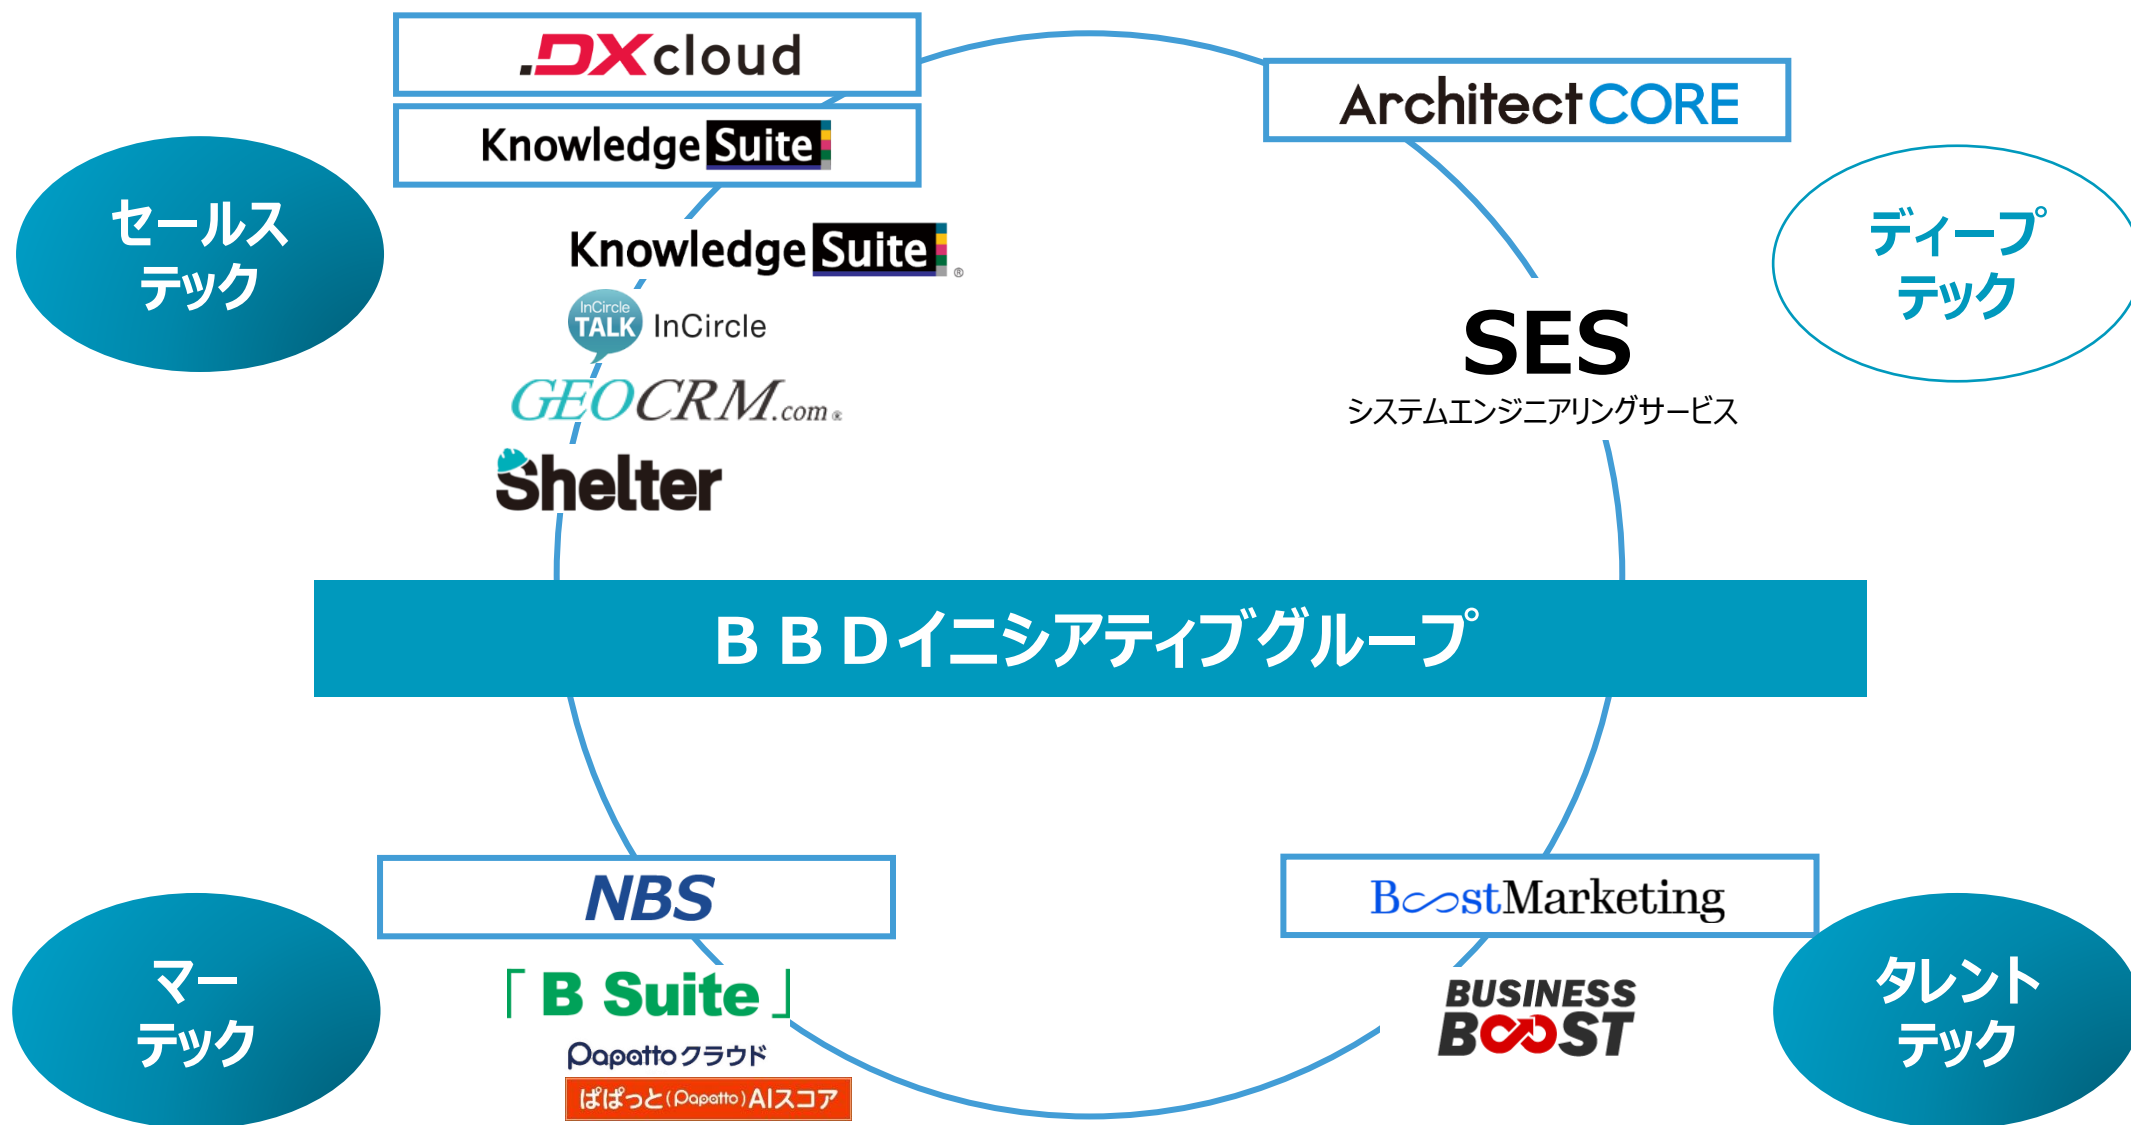 .DXcloud
Knowledge Suite
セールス
テック
Knowledge Suite ®
InCircle
TALK
InCircle
GEOCRM.com®
Shelter
ArchitectCORE
ディープ
テック
SES
システムエンジニアリングサービス
ＢＢＤイニシアティブグループ
NBS
マー
テック
「B Suite」
Papattoクラウド
ぱぱっと(Papatto)AIスコア
BoostMarketing
タレント
テック
BUSINESS
BOOST